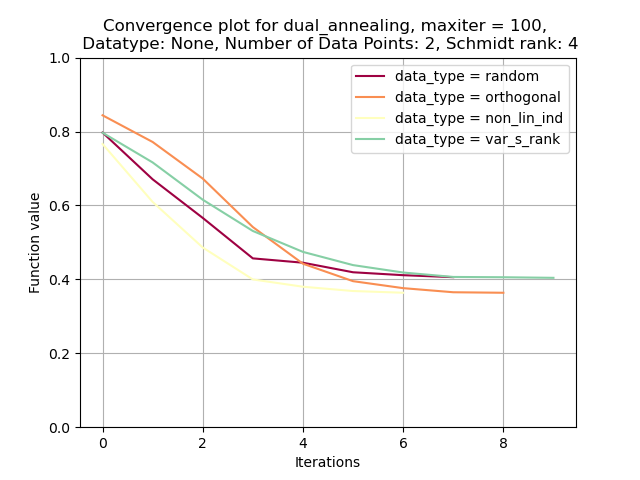 Convergence plot for dual_annealing, maxiter = 100,
Datatype: None, Number of Data Points: 2, Schmidt rank: 4
data_type = random
data_type = orthogonal
data_type = non_lin_ind
data_type = var_s_rank
Function value
1.0
0.8
0.6
0.4
0.2
0.0
0 2 4 6 8
Iterations